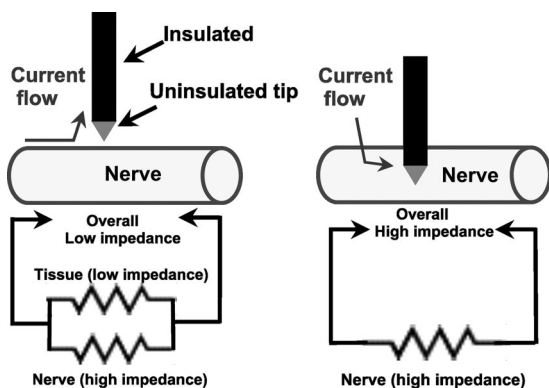 Insulated
Current
flow
Uninsulated tip
Nerve
Overall
Low impedance
Tissue (low impedance)
Nerve (high impedance)
Current
flow
Nerve
Overall
High impedance
Nerve (high impedance)